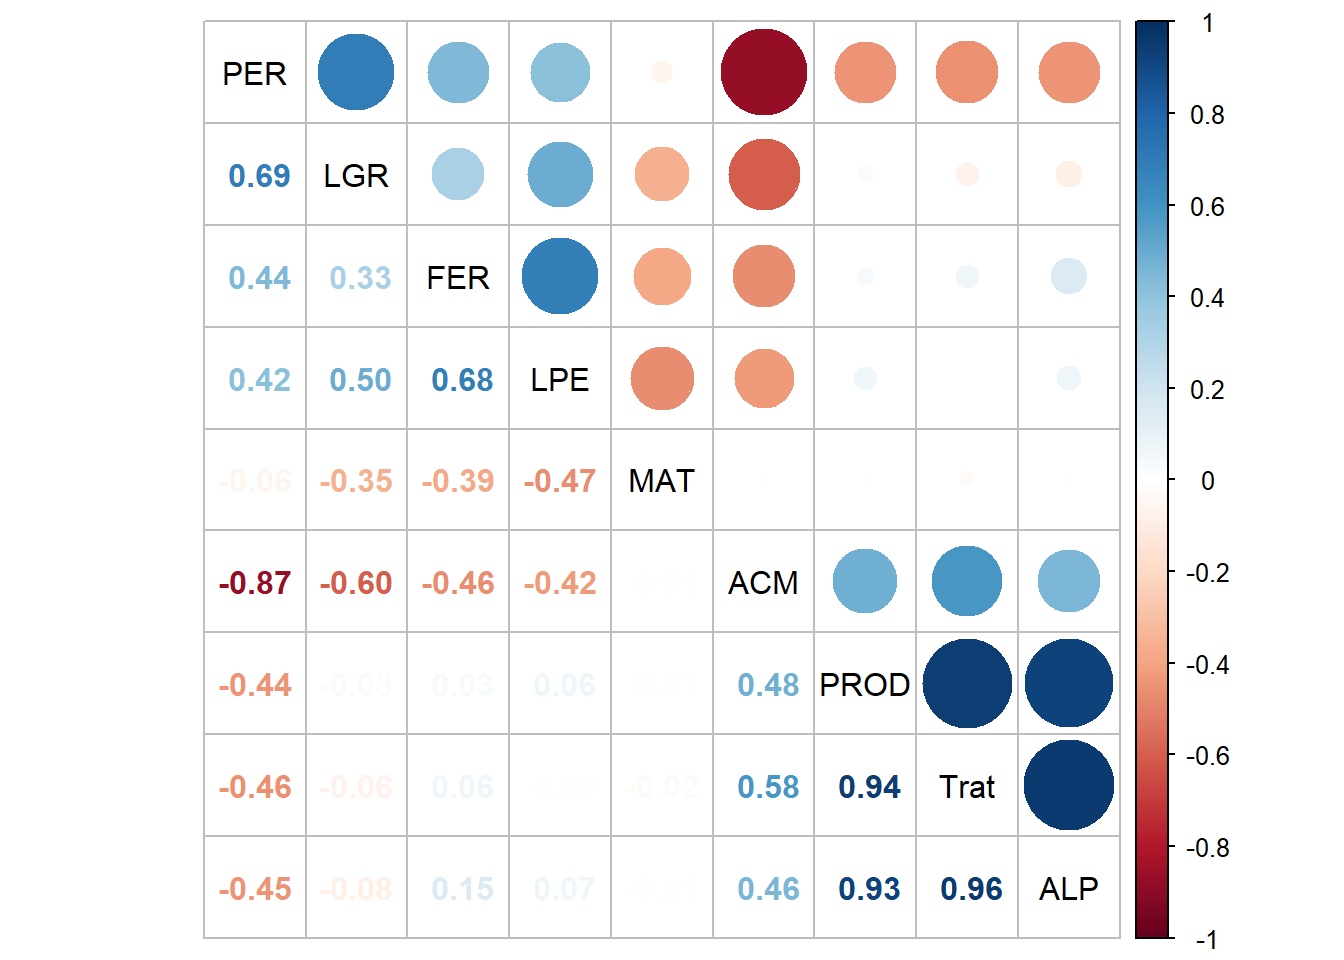 1
PER
0.8
0.69 LGR
0.6
0.44 0.33 FER
0.4
0.42 0.50 0.68 LPE
0.2
-0.06 -0.35 -0.39 -0.47 MAT
0
-0.87 -0.60 -0.46 -0.42 ACM
-0.2
-0.44 -0.03 0.03 0.06 0.48 PROD
-0.4
-0.46 -0.06 0.06 -0.02 0.58 0.94 Trat
-0.6
-0.8
-0.45 -0.08 0.15 0.07 0.46 0.93 0.96 ALP
-1